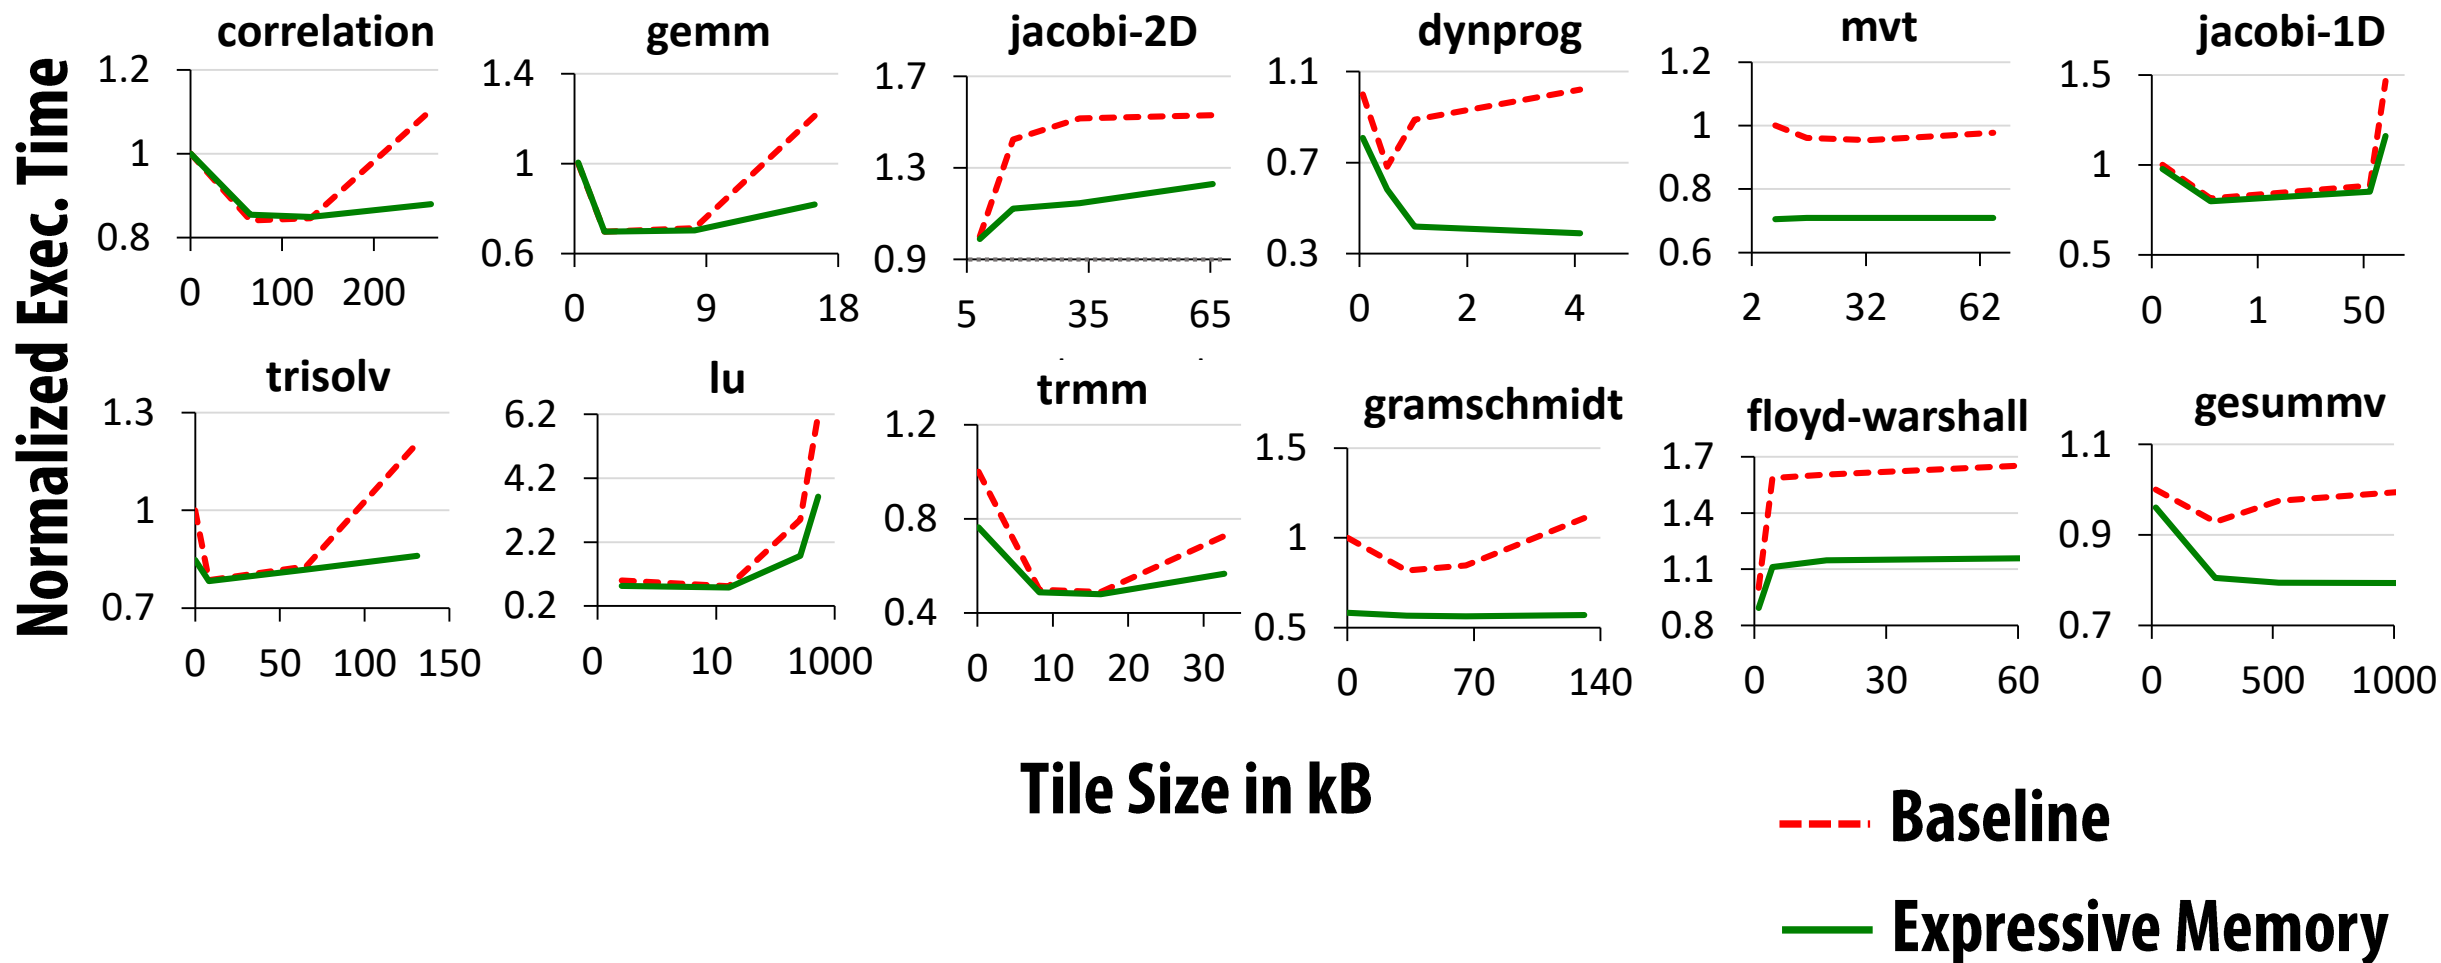 Normalized Exec. Time
correlation
1.2
1
0.8
0 100 200
gemm
1.4
1
0.6
0 9 18
jacobi-2D
1.7
1.3
0.9
5 35 65
dynprog
1.1
0.7
0.3
0 2 4
mvt
1.2
1
0.8
0.6
2 32 62
jacobi-1D
1.5
1
0.5
0 1 50
trisolv
1.3
1
0.7
0 50 100 150
lu
6.2
4.2
2.2
0.2
0 10 1000
trmm
1.2
0.8
0.4
0 10 20 30
gramschmidt
1.5
1
0.5
0 70 140
floyd-warshall
1.7
1.4
1.1
0.8
0 30 60
gesummv
1.1
0.9
0.7
0 500 1000
Tile Size in kB
Baseline
Expressive Memory